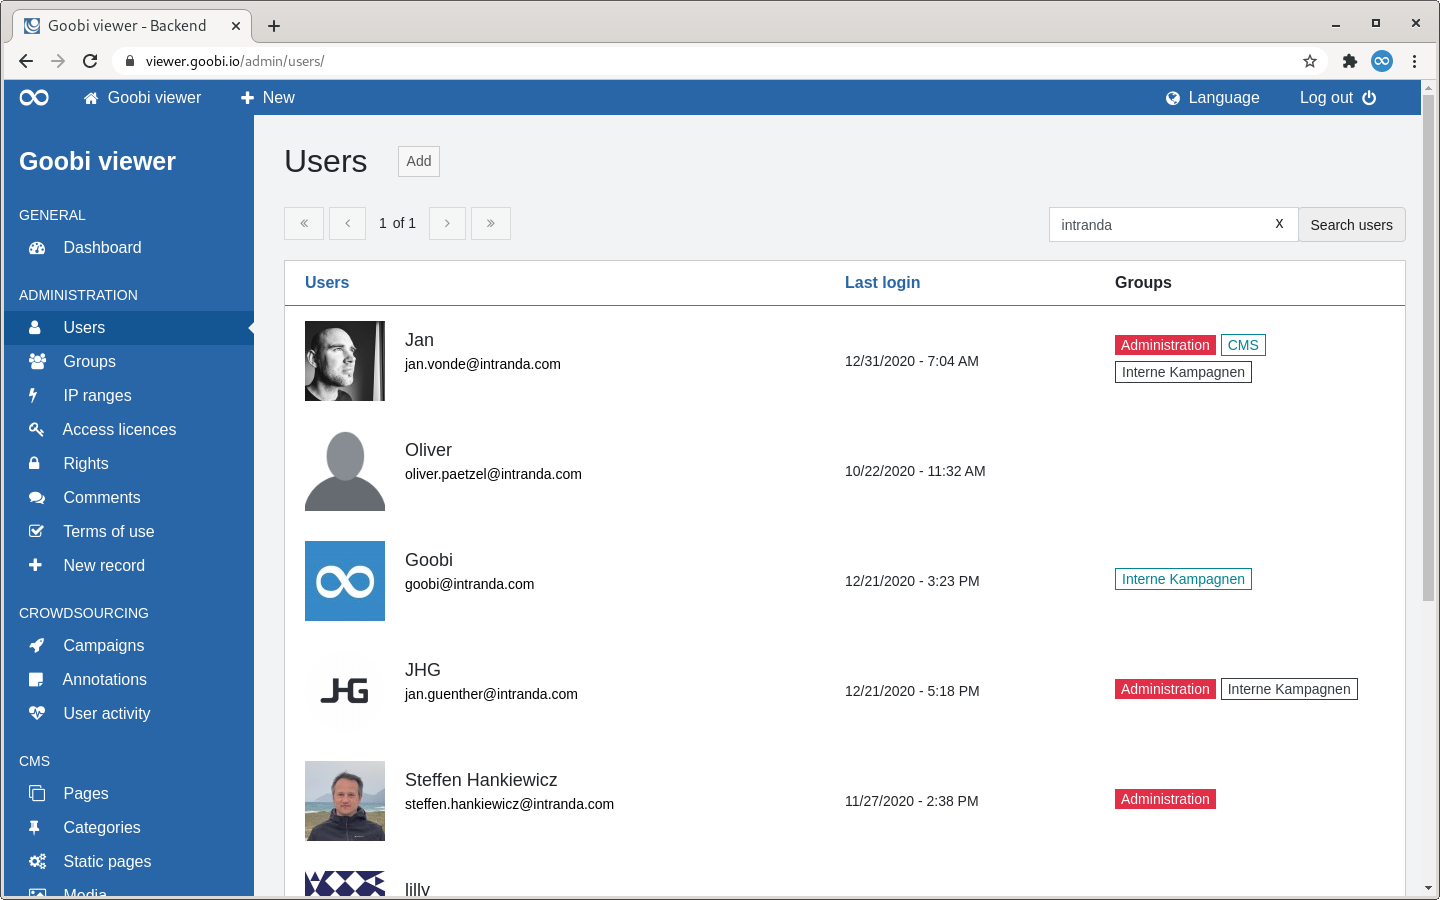 Goobi viewer - Backend
viewer.goobi.io/admin/users/
Goobi viewer
New
Language
Log out
Goobi viewer
GENERAL
Dashboard
ADMINISTRATION
Users
Groups
IP ranges
Access licences
Rights
Comments
Terms of use
New record
CROWDSOURCING
Campaigns
Annotations
User activity
CMS
Pages
Categories
Static pages
Media
Users
Add
« ‹ 1 of 1 › »
intranda x
Search users
Users Last login Groups
Jan
jan.vonde@intranda.com
12/31/2020 - 7:04 AM
Administration CMS
Interne Kampagnen
Oliver
oliver.paetzel@intranda.com
10/22/2020 - 11:32 AM
Goobi
goobi@intranda.com
12/21/2020 - 3:23 PM
Interne Kampagnen
JHG
JHG
jan.guenther@intranda.com
12/21/2020 - 5:18 PM
Administration Interne Kampagnen
Steffen Hankiewicz
steffen.hankiewicz@intranda.com
11/27/2020 - 2:38 PM
Administration
lilly